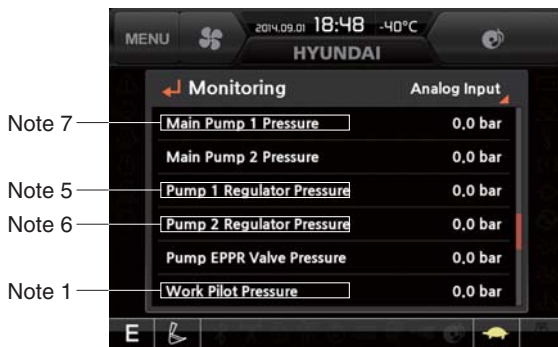 MENU 2014.09.01 18:48 -40°C
HYUNDAI
Monitoring Analog Input
Note 7 Main Pump 1 Pressure 0.0 bar
Main Pump 2 Pressure 0.0 bar
Note 5 Pump 1 Regulator Pressure 0.0 bar
Note 6 Pump 2 Regulator Pressure 0.0 bar
Pump EPPR Valve Pressure 0.0 bar
Note 1 Work Pilot Pressure 0.0 bar
E